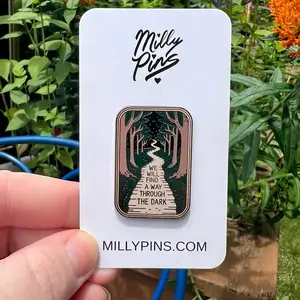 Milly
Pins
WE
WILL
FIND
A WAY
THROUGH
THE DARK
MILLYPINS.COM